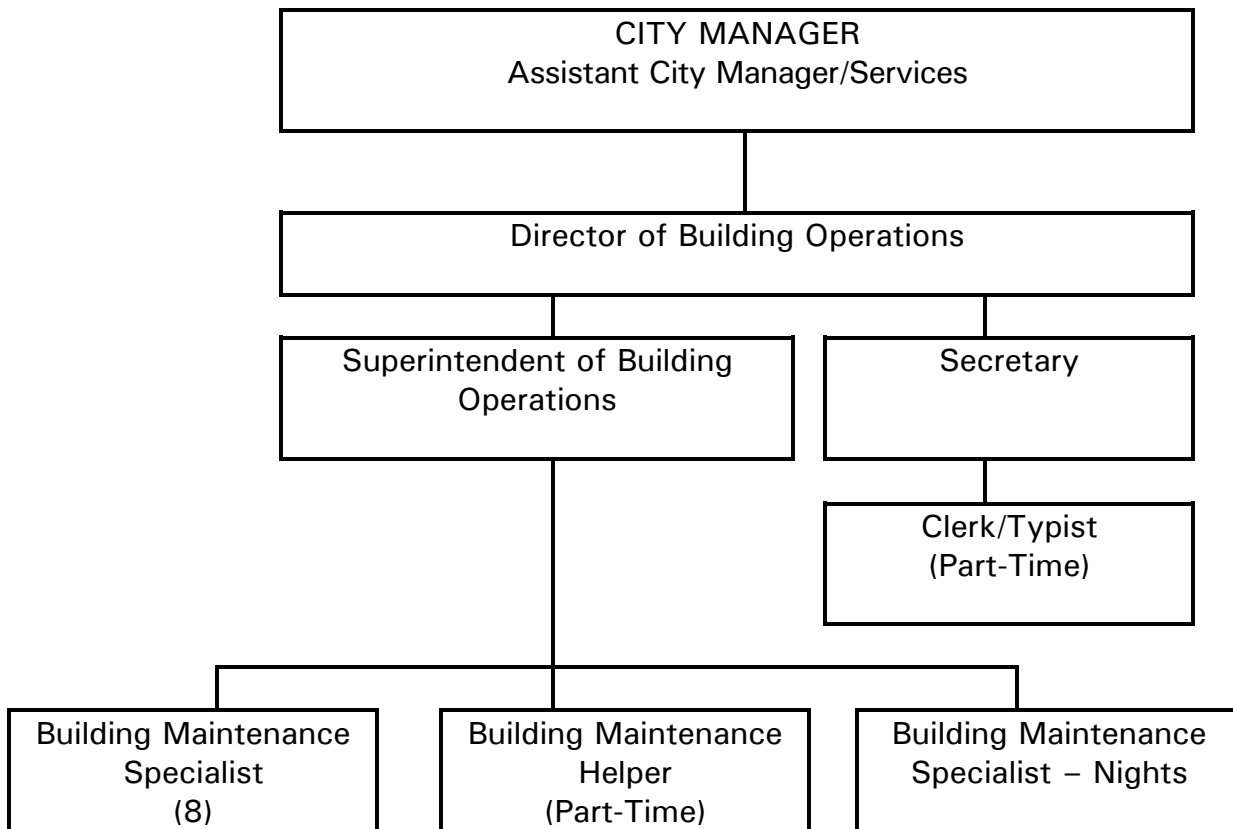 CITY MANAGER
Assistant City Manager/Services
Director of Building Operations
Superintendent of Building
Operations
Secretary
Clerk/Typist
(Part-Time)
Building Maintenance
Specialist
(8)
Building Maintenance
Helper
(Part-Time)
Building Maintenance
Specialist – Nights